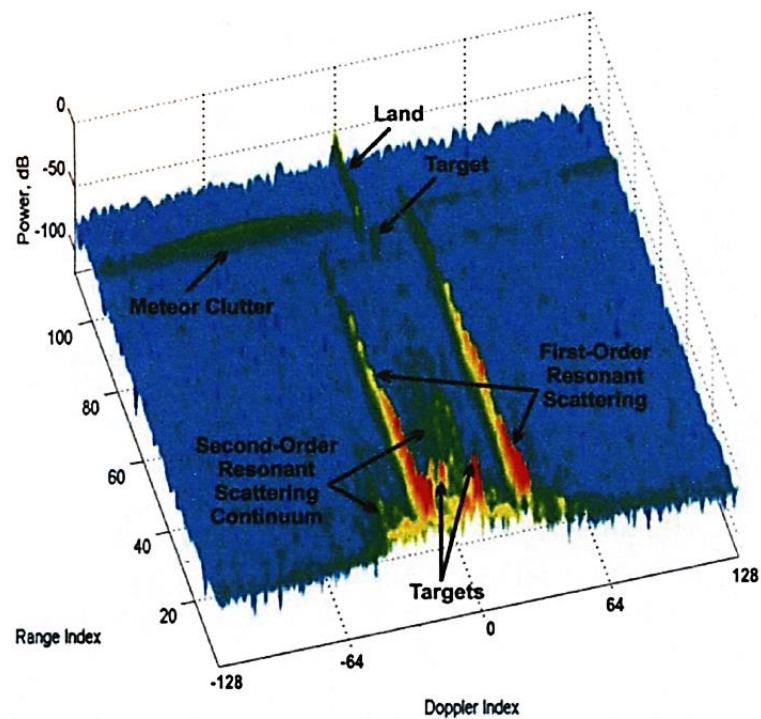 0
-50
-100
Power, dB
Land
Target
Meteor Clutter
100
80
60
40
20
First-Order
Resonant
Scattering
Second-Order
Resonant
Scattering
Continuum
Targets
128
64
0
-64
-128
Range Index
Doppler Index